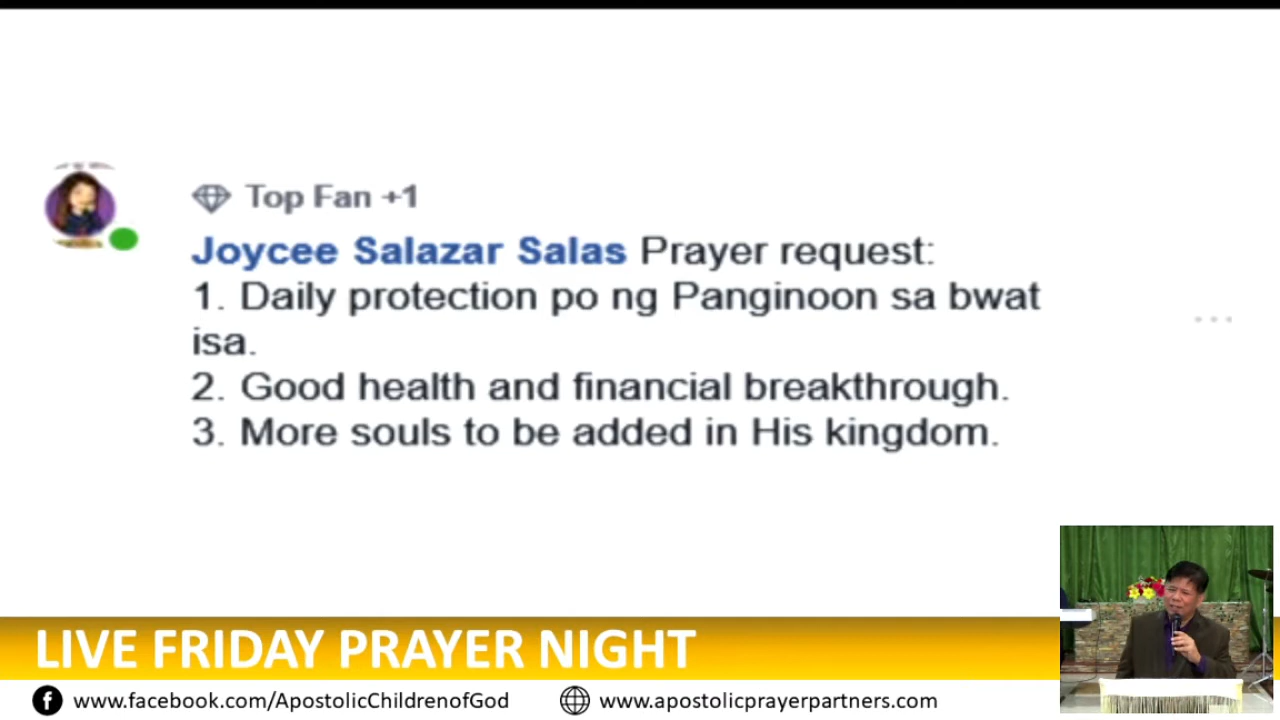 Top Fan +1
Joycee Salazar Salas Prayer request:
1. Daily protection po ng Panginoon sa bwat
isa.
2. Good health and financial breakthrough.
3. More souls to be added in His kingdom.
LIVE FRIDAY PRAYER NIGHT
www.facebook.com/ApostolicChildrenofGod www.apostolicprayerpartners.com